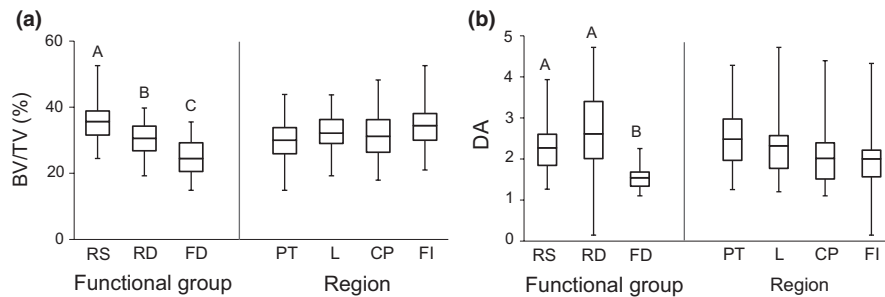 (a)
BV/TV (%)
60
40
20
0
A
B
C
RS RD FD PT L CP FI
Functional group Region
(b)
DA
5
4
3
2
1
0
A
A
B
RS RD FD PT L CP FI
Functional group Region